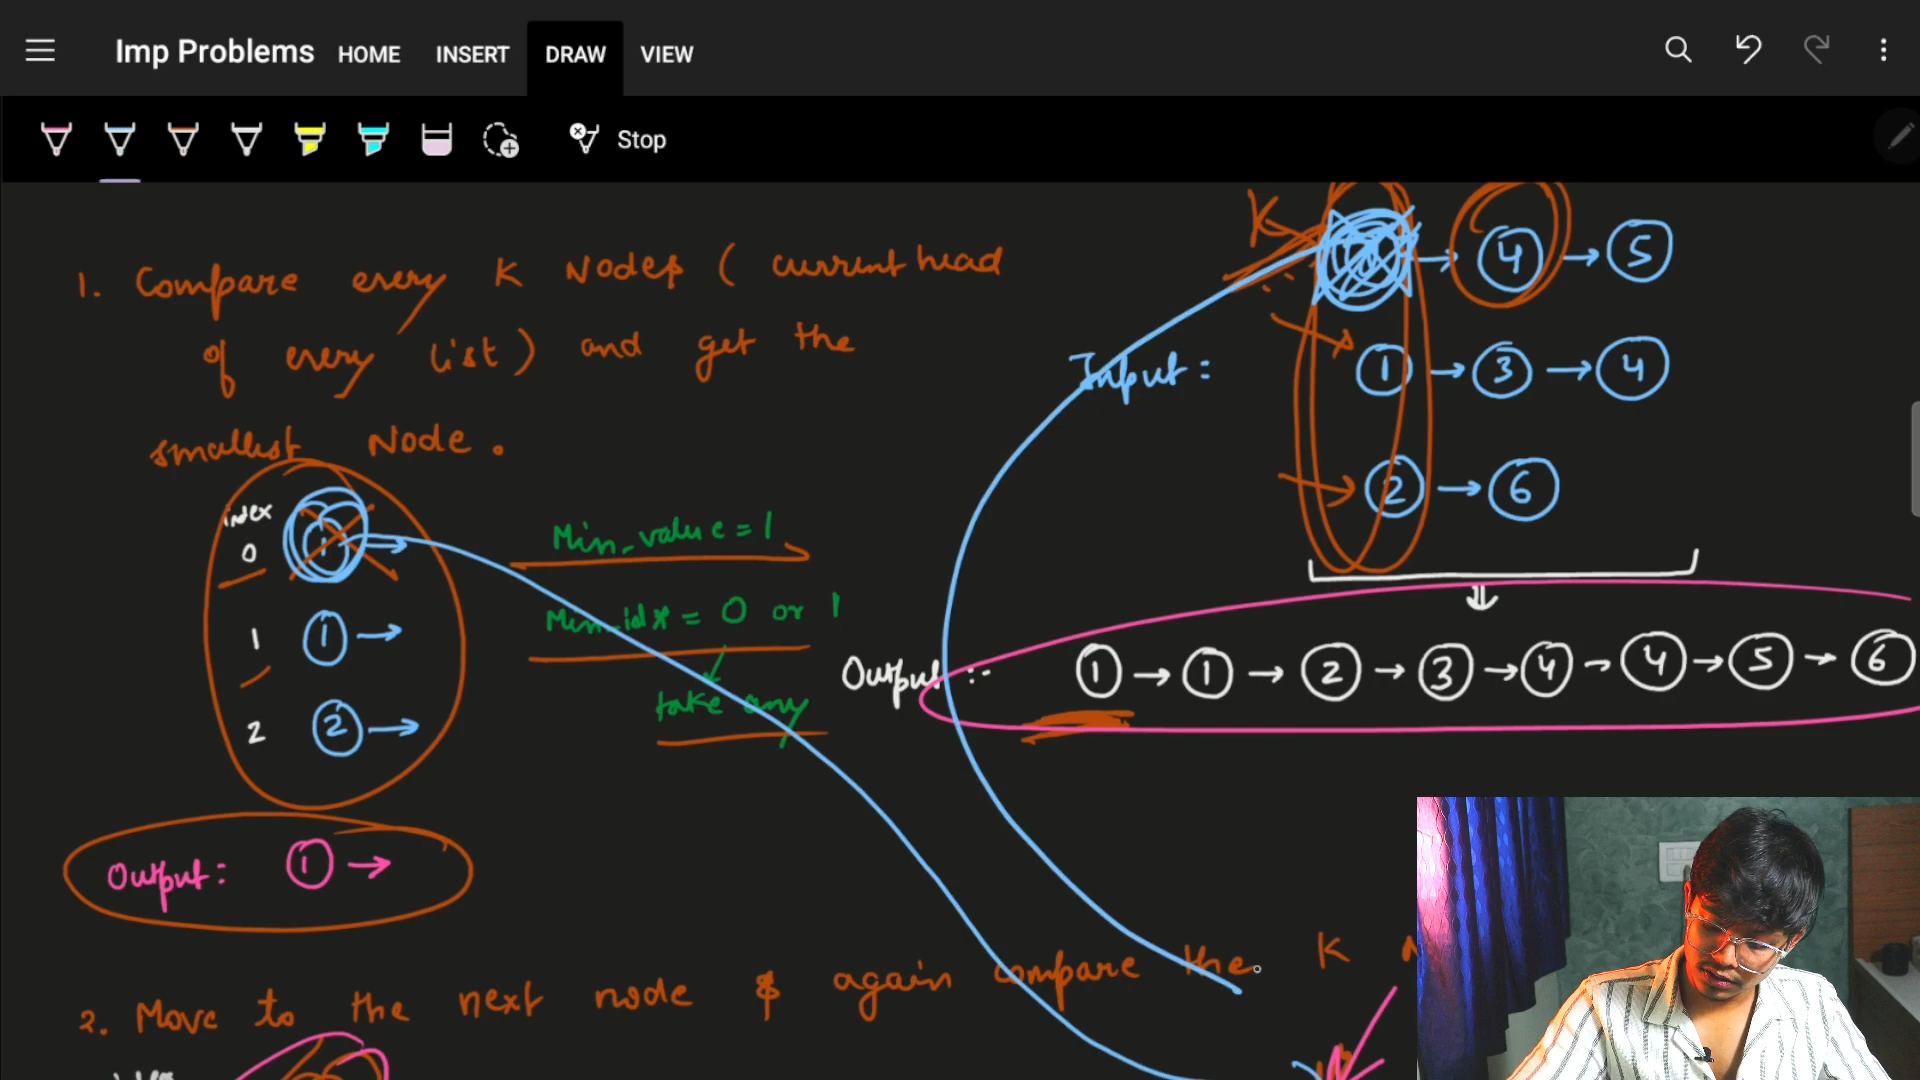 Imp Problems HOME INSERT DRAW VIEW
Stop
1. Compare every K Nodes ( current head
of every list) and get the
smallest Node.
index
0 1 →
1 1 →
2 2 →
Min_value = 1
Min_idx = 0 or 1
take any
Output: 1 →
2. Move to the next node $ again compare the K
K
Input :
→ 4 → 5
1 → 3 → 4
2 → 6
⇓
Output :- 1 → 1 → 2 → 3 → 4 → 4 → 5 → 6